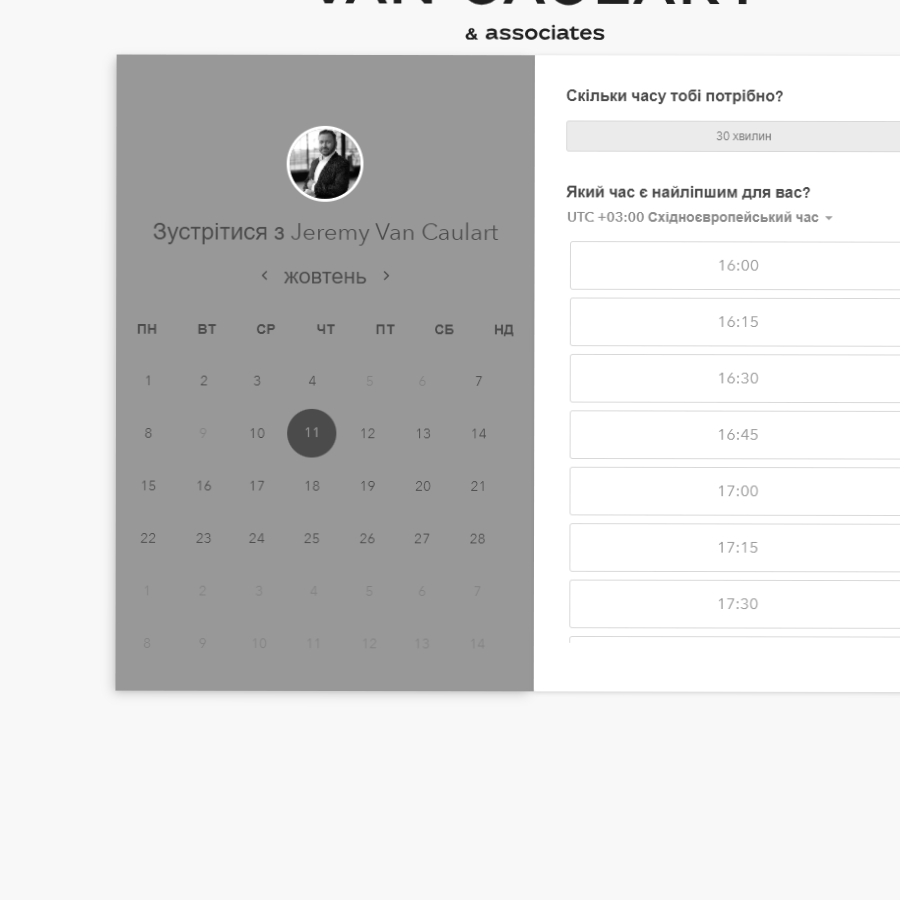 VAN CAULART
& associates
Зустрітися з Jeremy Van Caulart
жовтень
ПН ВТ СР ЧТ ПТ СБ НД
1 2 3 4 5 6 7
8 9 10 11 12 13 14
15 16 17 18 19 20 21
22 23 24 25 26 27 28
1 2 3 4 5 6 7
8 9 10 11 12 13 14
Скільки часу тобі потрібно?
30 хвилин
Який час є найліпшим для вас?
UTC +03:00 Східноєвропейський час
16:00
16:15
16:30
16:45
17:00
17:15
17:30